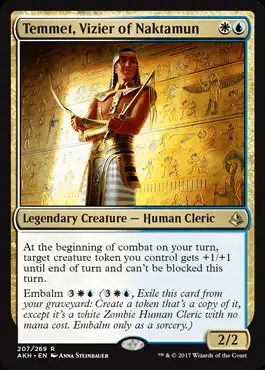 Temmet, Vizier of Naktamun
Legendary Creature — Human Cleric
At the beginning of combat on your turn,
target creature token you control gets +1/+1
until end of turn and can't be blocked this
turn.
Embalm 3 (3, Exile this card from
your graveyard: Create a token that's a copy of it,
except it's a white Zombie Human Cleric with no
mana cost. Embalm only as a sorcery.)
2/2
207/269 R
AKH • EN Anna Steinbauer
™ & © 2017 Wizards of the Coast